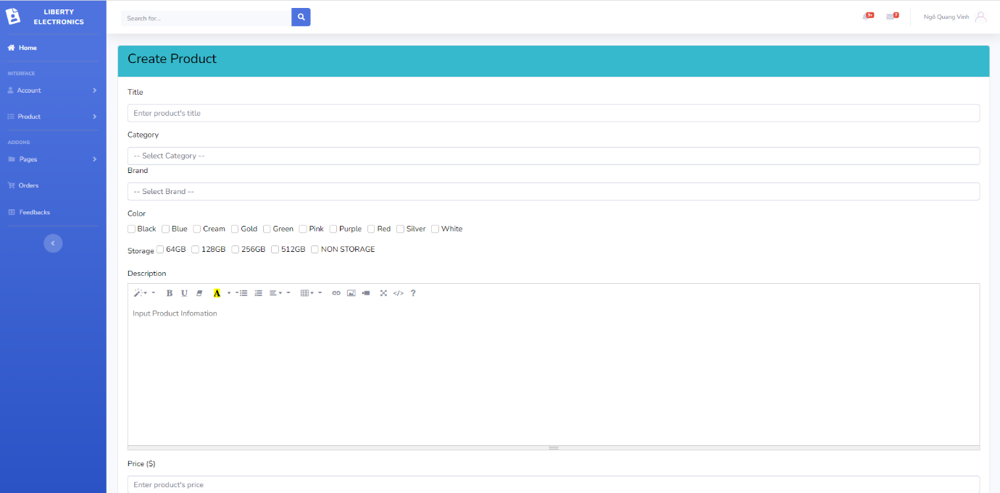 LIBERTY
ELECTRONICS
Search for...
3+
7
Ngô Quang Vinh
Home
INTERFACE
Account
Product
ADDONS
Pages
Orders
Feedbacks
Create Product
Title
Enter product's title
Category
-- Select Category --
Brand
-- Select Brand --
Color
Black Blue Cream Gold Green Pink Purple Red Silver White
Storage 64GB 128GB 256GB 512GB NON STORAGE
Description
B U A </> ?
Input Product Infomation
Price ($)
Enter product's price